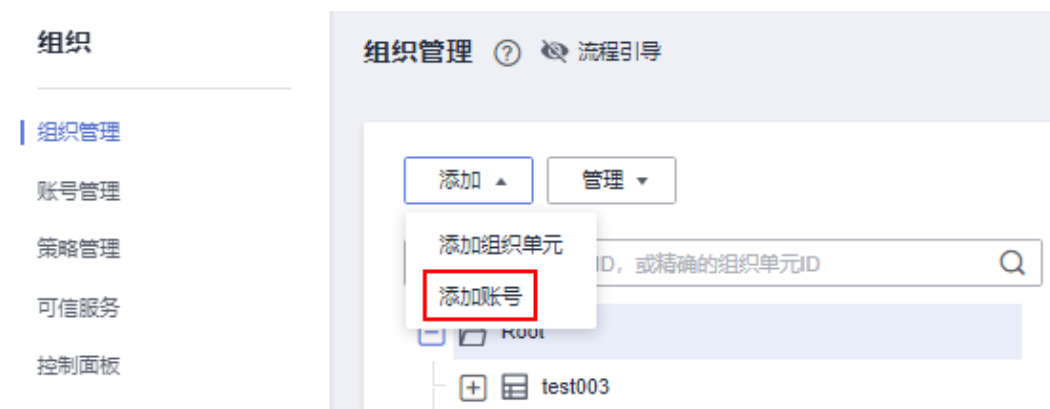 组织
组织管理
账号管理
策略管理
可信服务
控制面板
组织管理 ? 流程引导
添加 管理
添加组织单元
ID，或精确的组织单元ID
添加账号
Root
test003